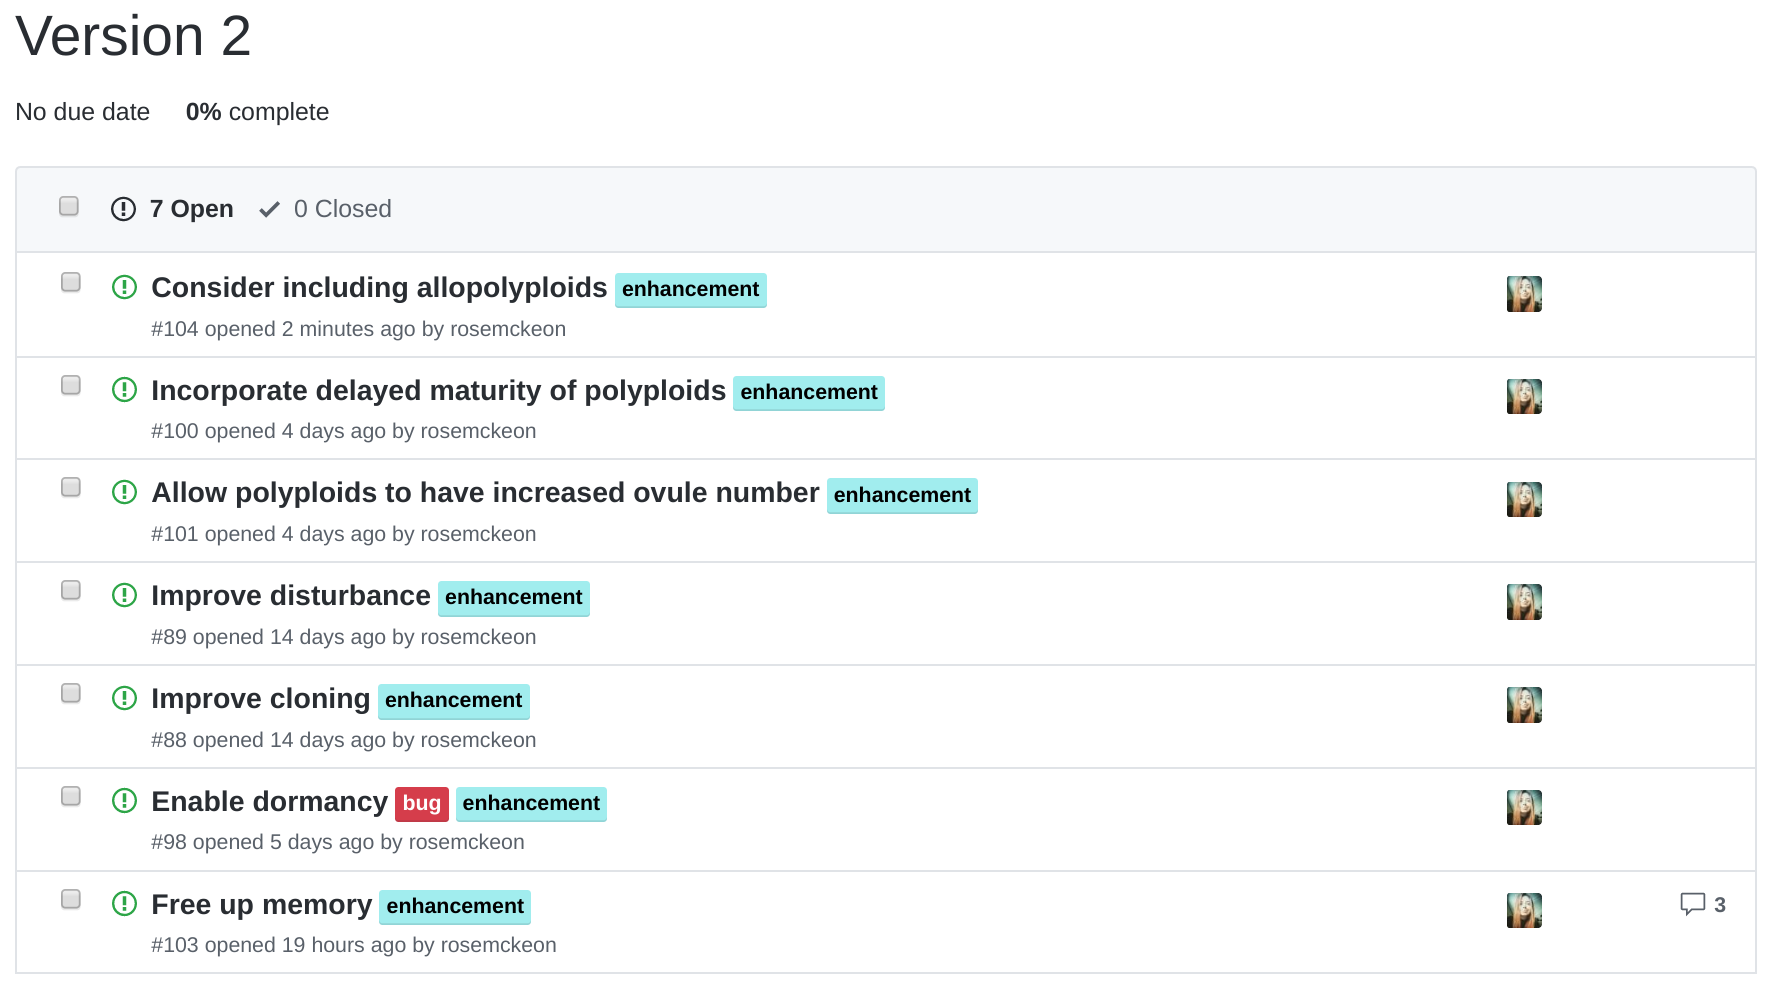 Version 2
No due date 0% complete
7 Open 0 Closed
Consider including allopolyploids enhancement
#104 opened 2 minutes ago by rosemckeon
Incorporate delayed maturity of polyploids enhancement
#100 opened 4 days ago by rosemckeon
Allow polyploids to have increased ovule number enhancement
#101 opened 4 days ago by rosemckeon
Improve disturbance enhancement
#89 opened 14 days ago by rosemckeon
Improve cloning enhancement
#88 opened 14 days ago by rosemckeon
Enable dormancy bug enhancement
#98 opened 5 days ago by rosemckeon
Free up memory enhancement 3
#103 opened 19 hours ago by rosemckeon